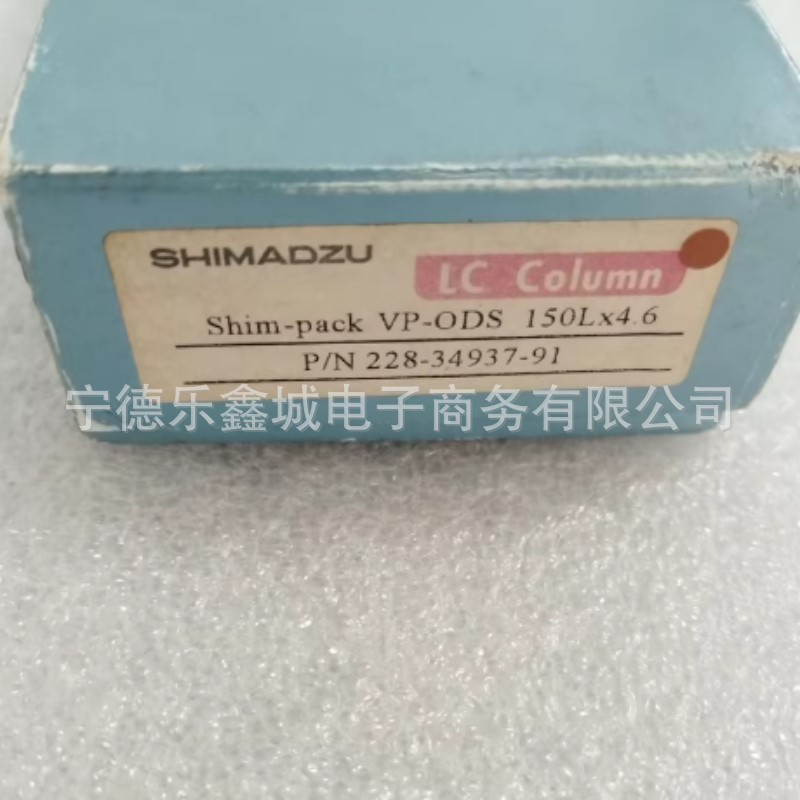 SHIMADZU
LC Column
Shim-pack VP-ODS 150Lx4.6
P/N 228-34937-91
宁德乐鑫城电子商务有限公司